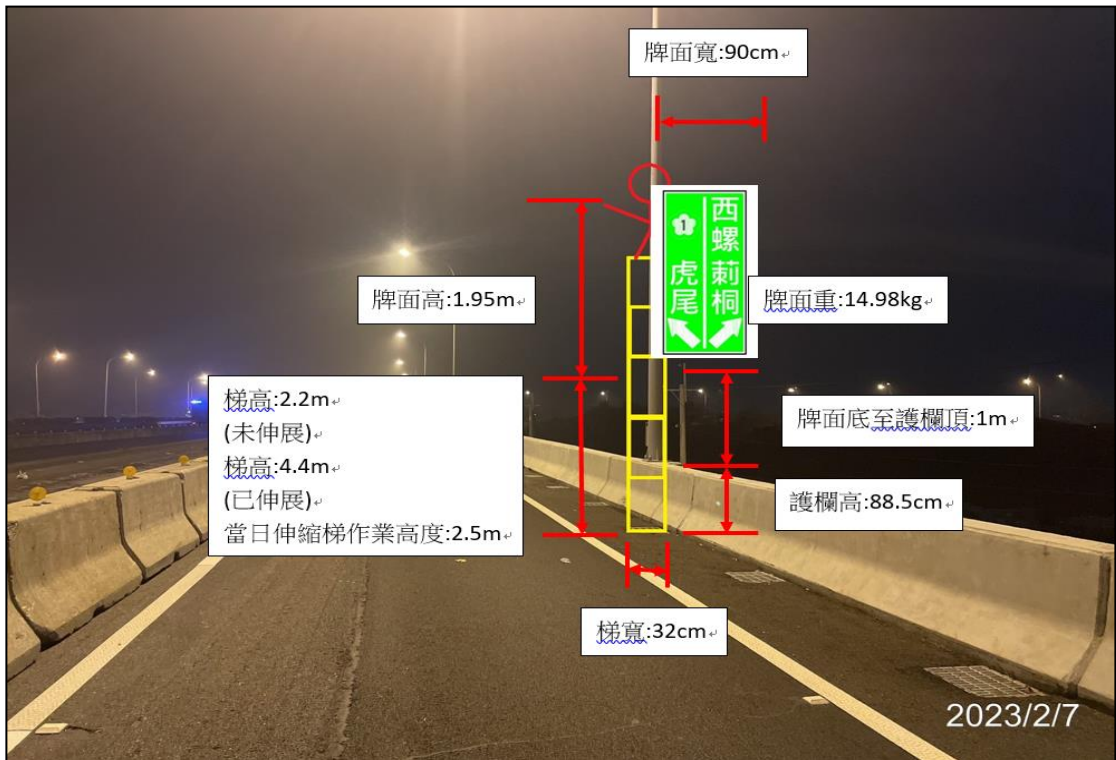 牌面寬:90cm
1
西螺
莿桐
虎尾
牌面高:1.95m
牌面重:14.98kg
梯高:2.2m
(未伸展)
梯高:4.4m
(已伸展)
當日伸縮梯作業高度:2.5m
牌面底至護欄頂:1m
護欄高:88.5cm
梯寬:32cm
2023/2/7